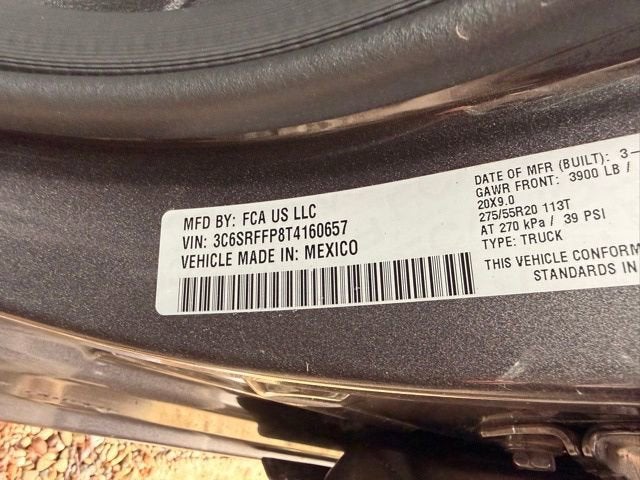 MFD BY: FCA US LLC
VIN: 3C6SRFFP8T4160657
VEHICLE MADE IN: MEXICO
DATE OF MFR (BUILT): 3-
GAWR FRONT: 3900 LB /
20X9.0
275/55R20 113T
AT 270 kPa / 39 PSI
TYPE: TRUCK
THIS VEHICLE CONFORM
STANDARDS IN